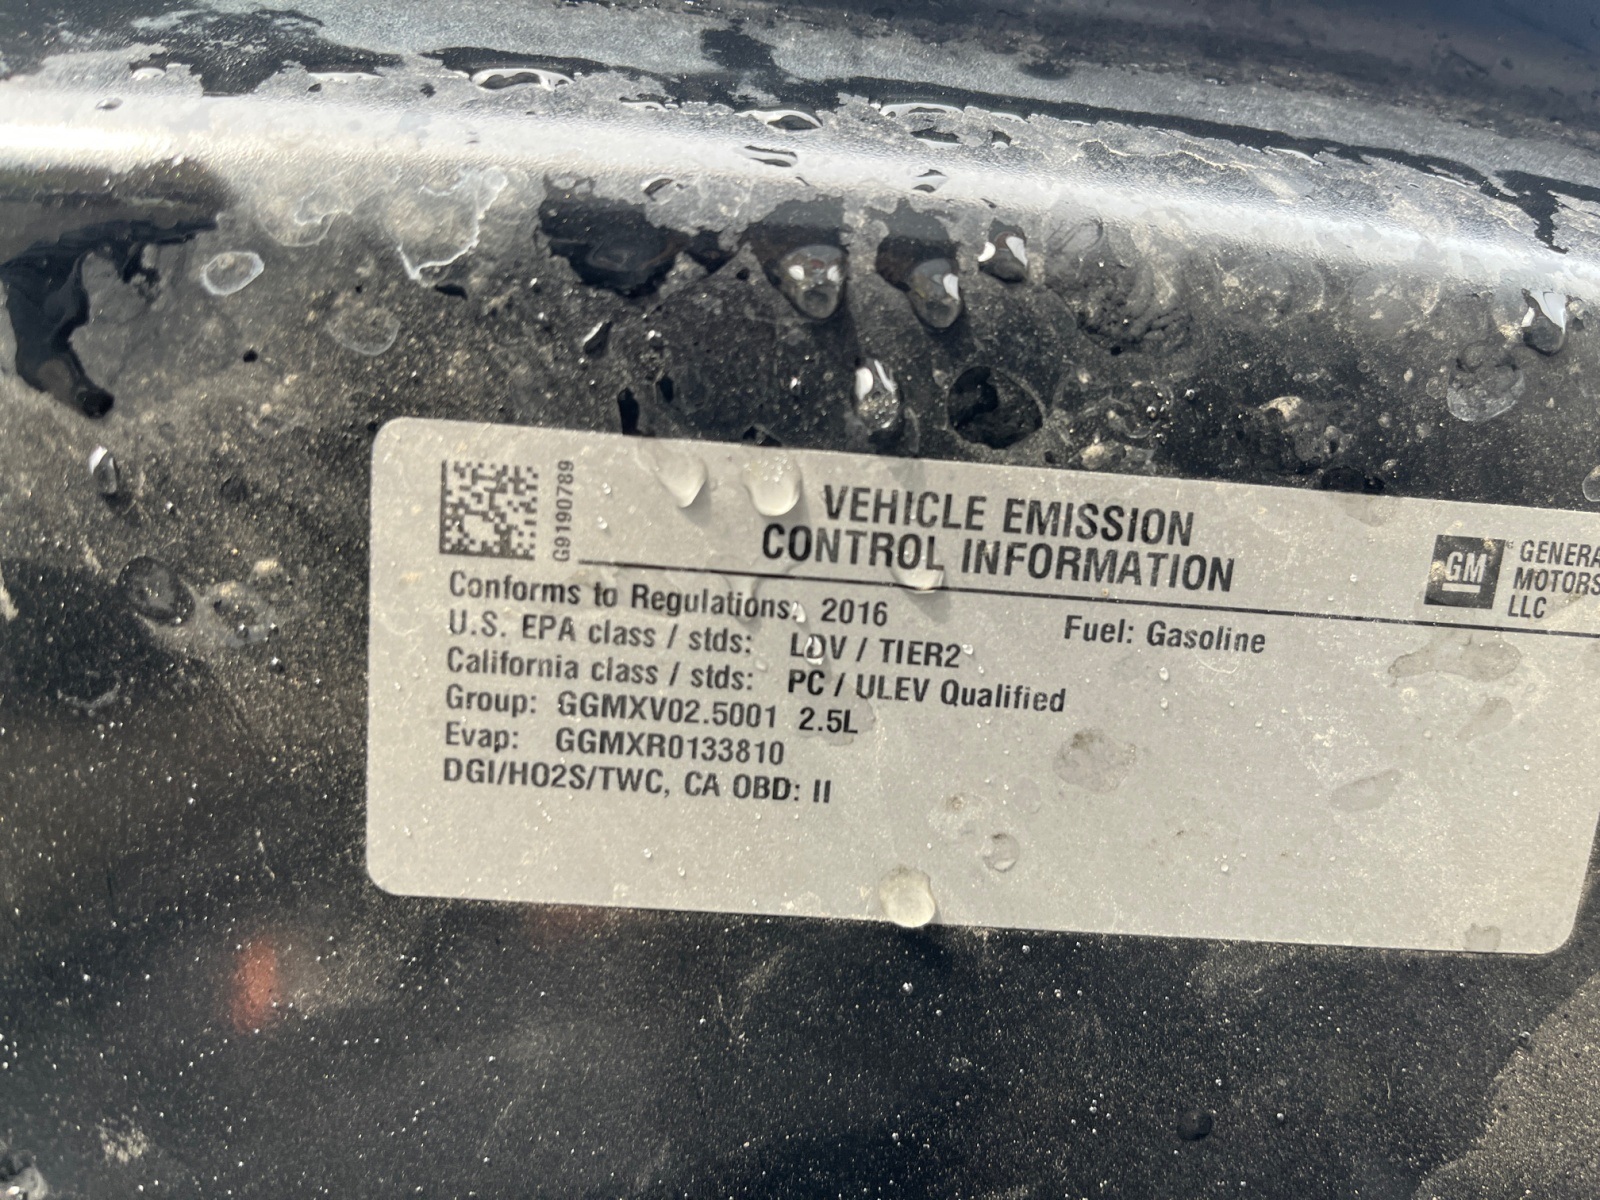 G9190789
VEHICLE EMISSION
CONTROL INFORMATION
GM
GENERA
MOTORS
LLC
Conforms to Regulations: 2016
Fuel: Gasoline
U.S. EPA class / stds: LDV / TIER2
California class / stds: PC / ULEV Qualified
Group: GGMXV02.5001 2.5L
Evap: GGMXR0133810
DGI/HO2S/TWC, CA OBD: II